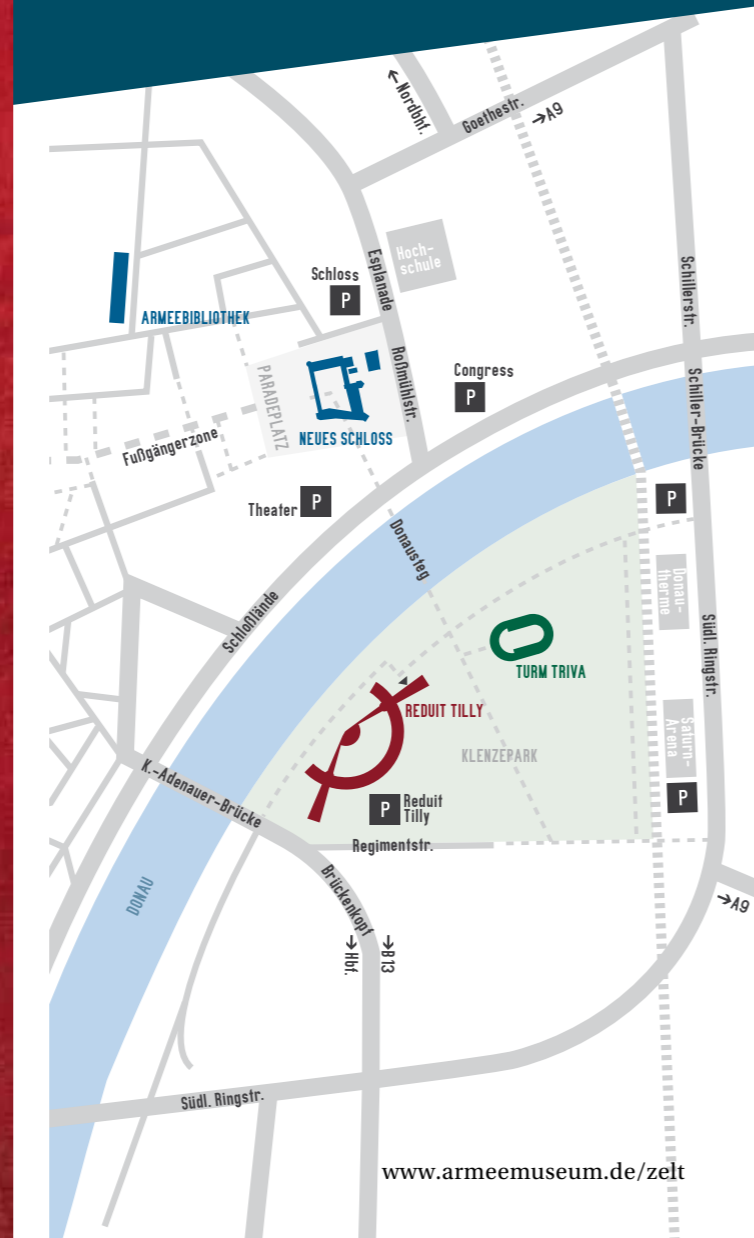 ← Nordbhf.
Goethestr.
→A9
Esplanade
Hoch-
schule
Schillerstr.
Schloss
P
ARMEEBIBLIOTHEK
PARADEPLATZ
Roßmühlstr.
Congress
P
Schiller-Brücke
NEUES SCHLOSS
Fußgängerzone
Theater P
P
Donausteg
Donau-
therme
Schloßlände
Südl. Ringstr.
TURM TRIVA
REDUIT TILLY
Saturn-
Arena
KLENZEPARK
P
K.-Adenauer-Brücke
P Reduit
Tilly
Regimentstr.
DONAU
Brückenkopf
→A9
→Hbf.
→B13
Südl. Ringstr.
www.armeemuseum.de/zelt